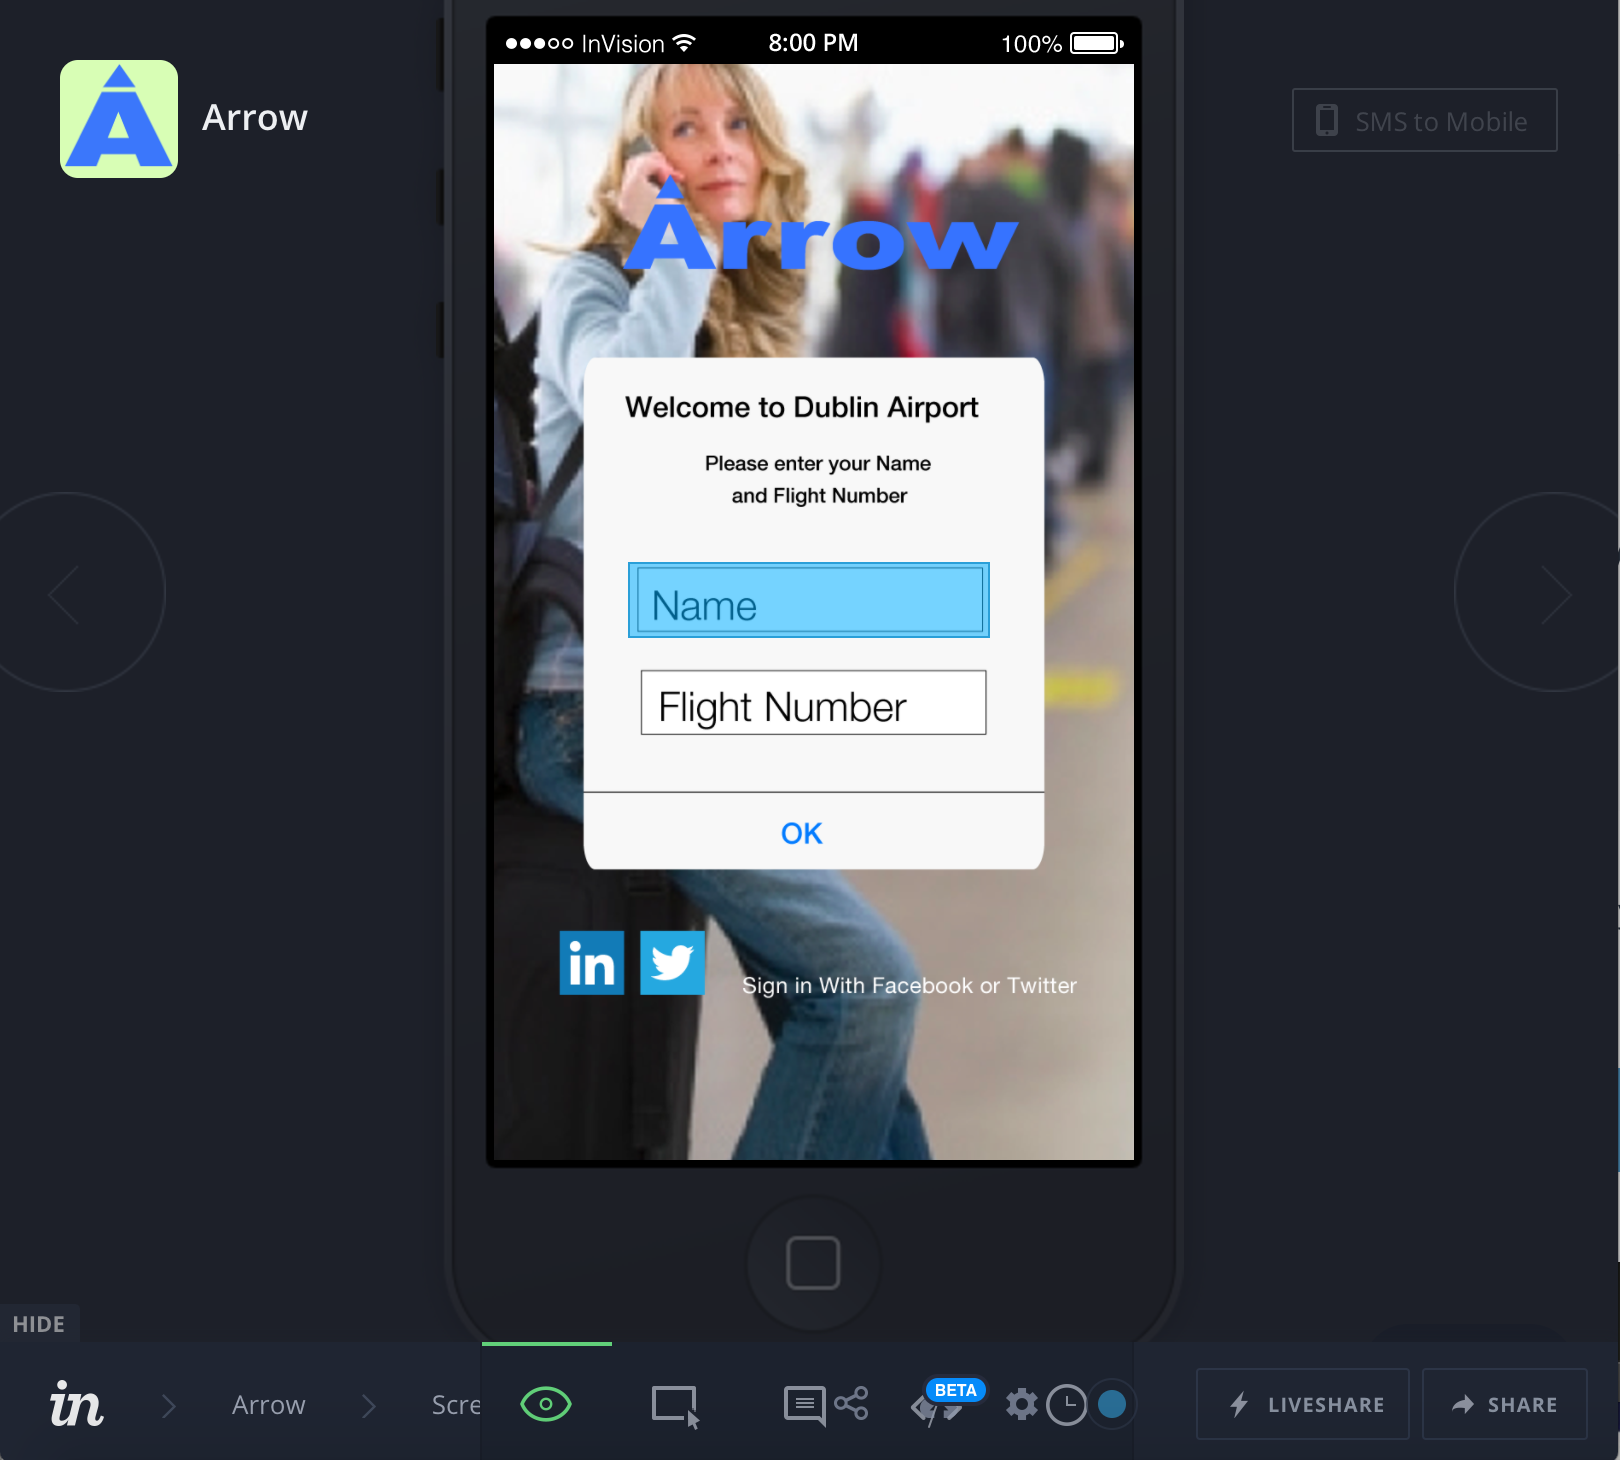 InVision 8:00 PM 100%
Arrow
SMS to Mobile
Arrow
Welcome to Dublin Airport
Please enter your Name
and Flight Number
Name
Flight Number
OK
in
Sign in With Facebook or Twitter
HIDE
in Arrow Scre BETA LIVESHARE SHARE